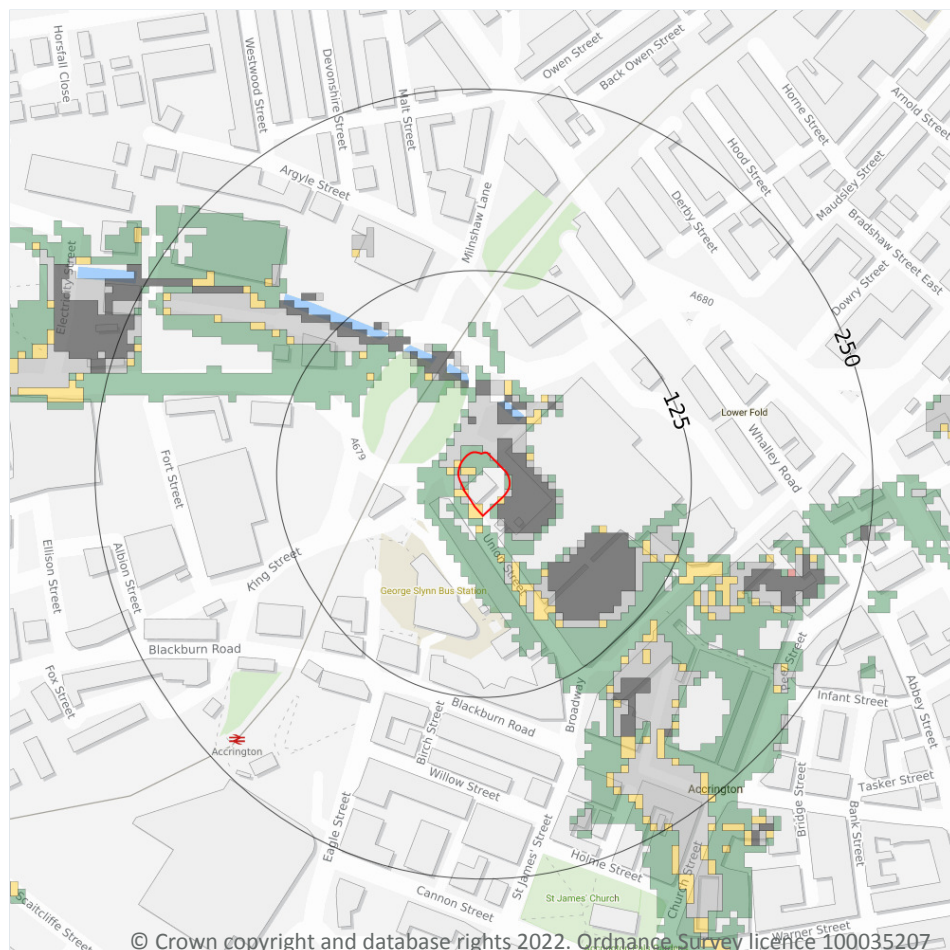 Horsfall Close
Westwood Street
Devonshire Street
Malt Street
Owen Street
Back Owen Street
Arnold Street
Horne Street
Hood Street
Maudsley Street
Argyle Street
Milnshaw Lane
Derby Street
Bradshaw Street East
Electricity Street
A680
Dowry Street
250
125
Lower Fold
A679
Whalley Road
Fort Street
Union Street
King Street
Ellison Street
Albion Street
George Slynn Bus Station
Blackburn Road
Peel Street
Fox Street
Broadway
Infant Street
Abbey Street
Blackburn Road
Birch Street
Accrington
Willow Street
Tasker Street
Accrington
Bridge Street
Eagle Street
Bank Street
St James' Street
Holme Street
Church Street
Cannon Street
St James' Church
Scaitcliffe Street
Warner Street
© Crown copyright and database rights 2022. Ordnance Survey licence 100035207